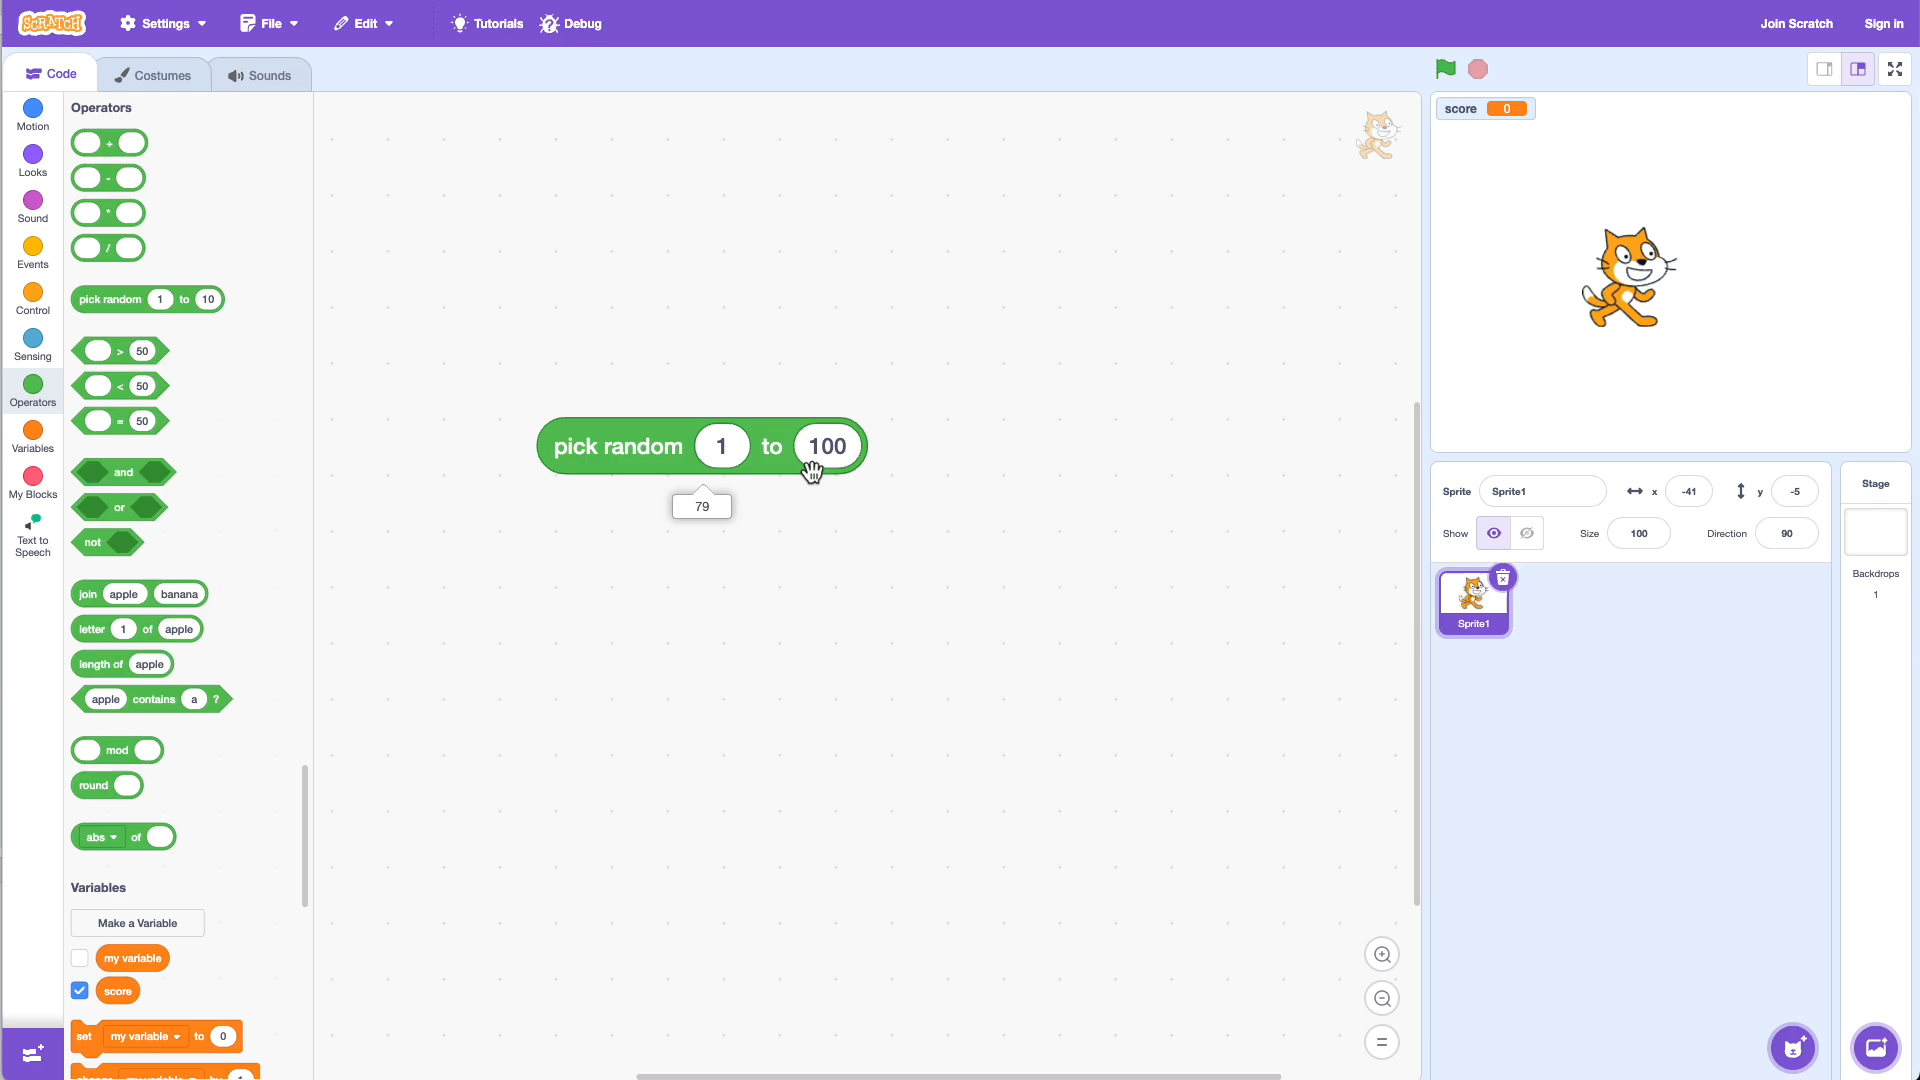 SCRATCH
Settings
File
Edit
Tutorials
Debug
Join Scratch
Sign in
Code
Costumes
Sounds
Motion
Looks
Sound
Events
Control
Sensing
Operators
Variables
My Blocks
Text to
Speech
Operators
+
-
*
/
pick random 1 to 10
> 50
< 50
= 50
and
or
not
join apple banana
letter 1 of apple
length of apple
apple contains a ?
mod
round
abs of
Variables
Make a Variable
my variable
score
set my variable to 0
pick random 1 to 100
79
score 0
Sprite Sprite1 x -41 y -5
Show Size 100 Direction 90
Sprite1
Stage
Backdrops
1